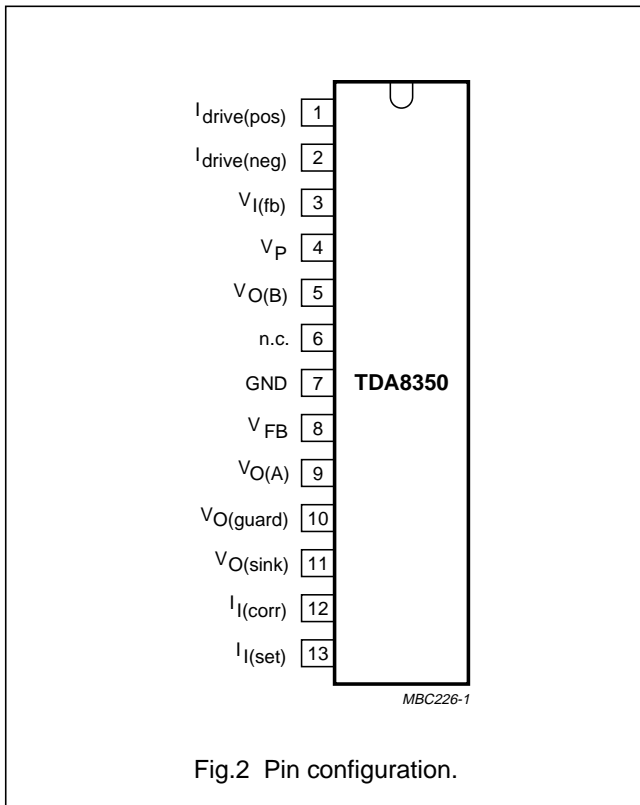 I drive(pos) 1
I drive(neg) 2
V I(fb) 3
V P 4
V O(B) 5
n.c. 6
GND 7 TDA8350
V FB 8
V O(A) 9
V O(guard) 10
V O(sink) 11
I I(corr) 12
I I(set) 13
MBC226-1
Fig.2 Pin configuration.